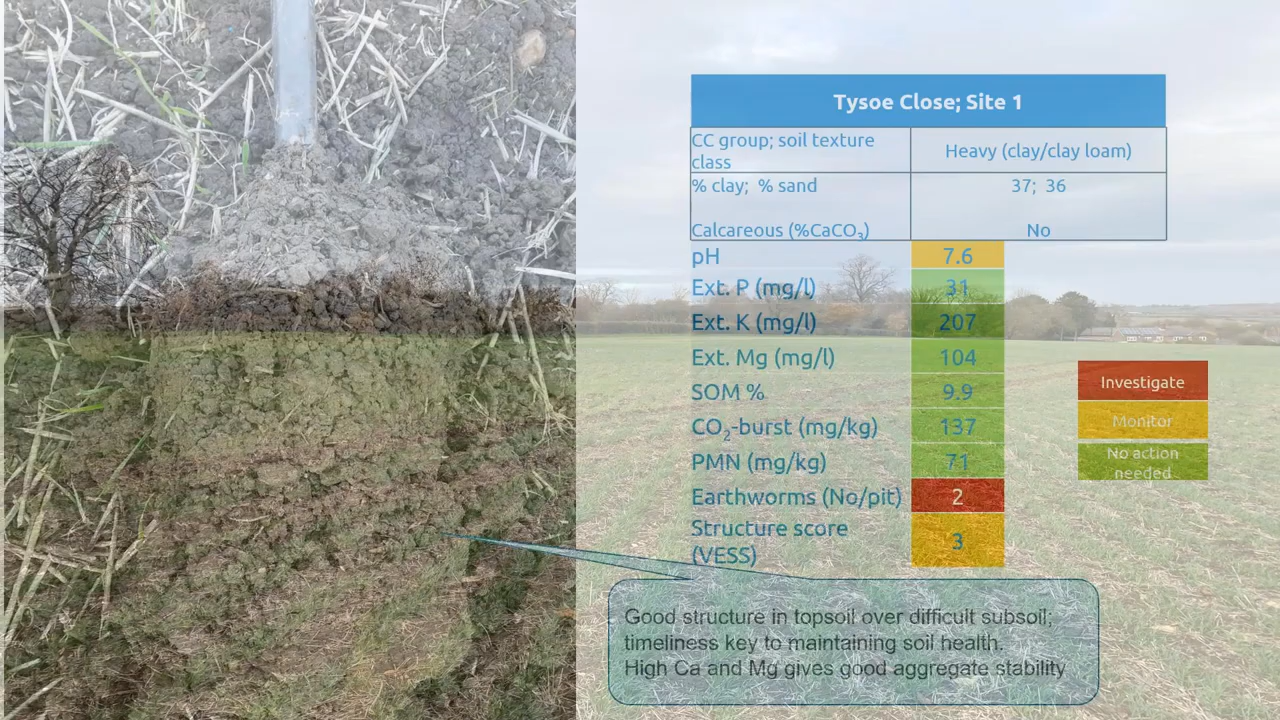 Tysoe Close; Site 1
CC group; soil texture
class
Heavy (clay/clay loam)
% clay;  % sand
37;  36
Calcareous (%CaCO₃)
No
pH
7.6
Ext. P (mg/l)
31
Ext. K (mg/l)
207
Ext. Mg (mg/l)
104
SOM %
9.9
CO₂-burst (mg/kg)
137
PMN (mg/kg)
71
Earthworms (No/pit)
2
Structure score
(VESS)
3
Investigate
Monitor
No action
needed
Good structure in topsoil over difficult subsoil;
timeliness key to maintaining soil health.
High Ca and Mg gives good aggregate stability